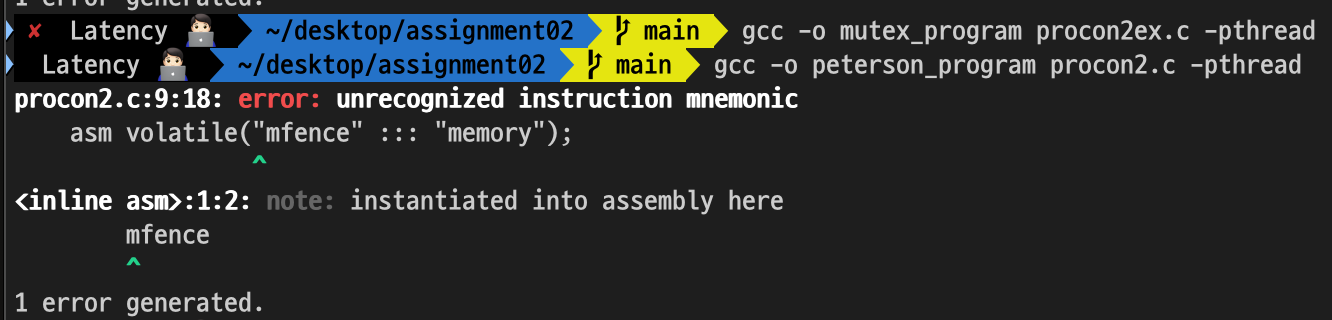 1 error generated.
✘ Latency 🧑🏻‍💻 ~/desktop/assignment02 main gcc -o mutex_program procon2ex.c -pthread
Latency 🧑🏻‍💻 ~/desktop/assignment02 main gcc -o peterson_program procon2.c -pthread
procon2.c:9:18: error: unrecognized instruction mnemonic
asm volatile("mfence" ::: "memory");
^
<inline asm>:1:2: note: instantiated into assembly here
mfence
^
1 error generated.